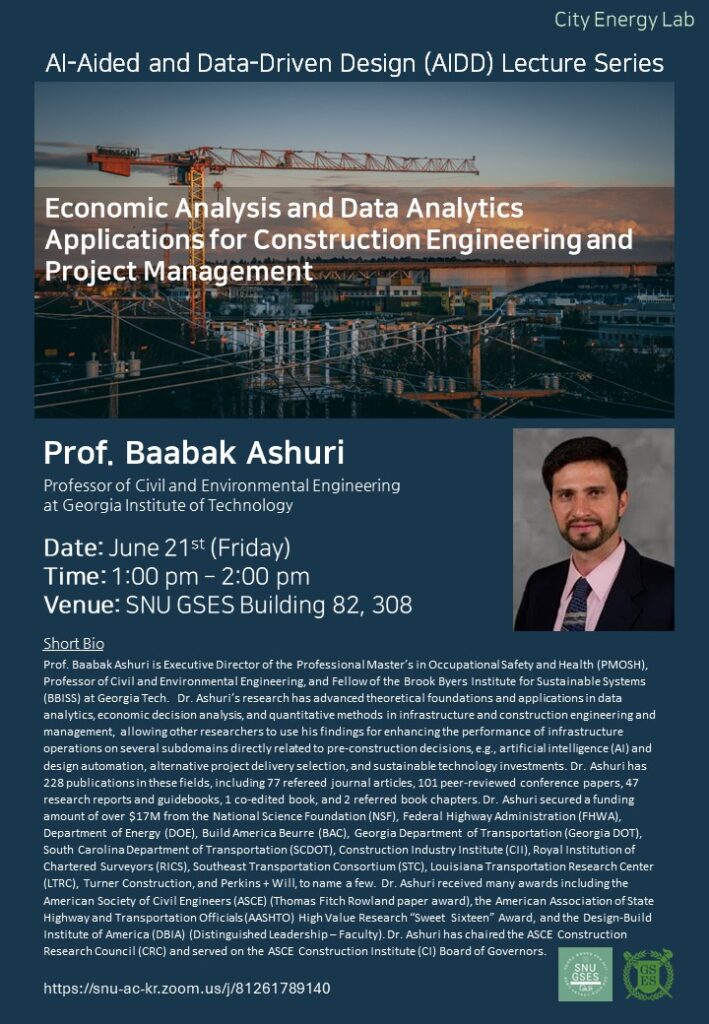 City Energy Lab
AI-Aided and Data-Driven Design (AIDD) Lecture Series
Economic Analysis and Data Analytics
Applications for Construction Engineering and
Project Management
Prof. Baabak Ashuri
Professor of Civil and Environmental Engineering
at Georgia Institute of Technology
Date: June 21st (Friday)
Time: 1:00 pm – 2:00 pm
Venue: SNU GSES Building 82, 308
Short Bio
Prof. Baabak Ashuri is Executive Director of the Professional Master's in Occupational Safety and Health (PMOSH),
Professor of Civil and Environmental Engineering, and Fellow of the Brook Byers Institute for Sustainable Systems
(BBISS) at Georgia Tech. Dr. Ashuri's research has advanced theoretical foundations and applications in data
analytics, economic decision analysis, and quantitative methods in infrastructure and construction engineering and
management, allowing other researchers to use his findings for enhancing the performance of infrastructure
operations on several subdomains directly related to pre-construction decisions, e.g., artificial intelligence (AI) and
design automation, alternative project delivery selection, and sustainable technology investments. Dr. Ashuri has
228 publications in these fields, including 77 refereed journal articles, 101 peer-reviewed conference papers, 47
research reports and guidebooks, 1 co-edited book, and 2 referred book chapters. Dr. Ashuri secured a funding
amount of over $17M from the National Science Foundation (NSF), Federal Highway Administration (FHWA),
Department of Energy (DOE), Build America Beurre (BAC), Georgia Department of Transportation (Georgia DOT),
South Carolina Department of Transportation (SCDOT), Construction Industry Institute (CII), Royal Institution of
Chartered Surveyors (RICS), Southeast Transportation Consortium (STC), Louisiana Transportation Research Center
(LTRC), Turner Construction, and Perkins + Will, to name a few. Dr. Ashuri received many awards including the
American Society of Civil Engineers (ASCE) (Thomas Fitch Rowland paper award), the American Association of State
Highway and Transportation Officials (AASHTO) High Value Research “Sweet Sixteen” Award, and the Design-Build
Institute of America (DBIA) (Distinguished Leadership – Faculty). Dr. Ashuri has chaired the ASCE Construction
Research Council (CRC) and served on the ASCE Construction Institute (CI) Board of Governors.
https://snu-ac-kr.zoom.us/j/81261789140
SNU
GSES
GS
ES